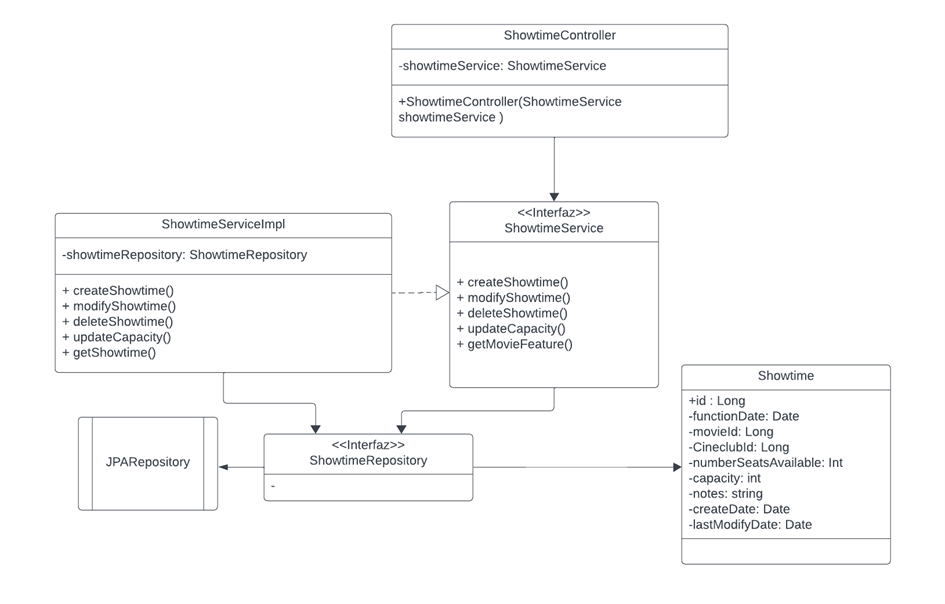 ShowtimeController
-showtimeService: ShowtimeService
+ShowtimeController(ShowtimeService
showtimeService )
<<Interfaz>>
ShowtimeService
+ createShowtime()
+ modifyShowtime()
+ deleteShowtime()
+ updateCapacity()
+ getMovieFeature()
ShowtimeServiceImpl
-showtimeRepository: ShowtimeRepository
+ createShowtime()
+ modifyShowtime()
+ deleteShowtime()
+ updateCapacity()
+ getShowtime()
JPARepository
<<Interfaz>>
ShowtimeRepository
-
Showtime
+id : Long
-functionDate: Date
-movieId: Long
-CineclubId: Long
-numberSeatsAvailable: Int
-capacity: int
-notes: string
-createDate: Date
-lastModifyDate: Date